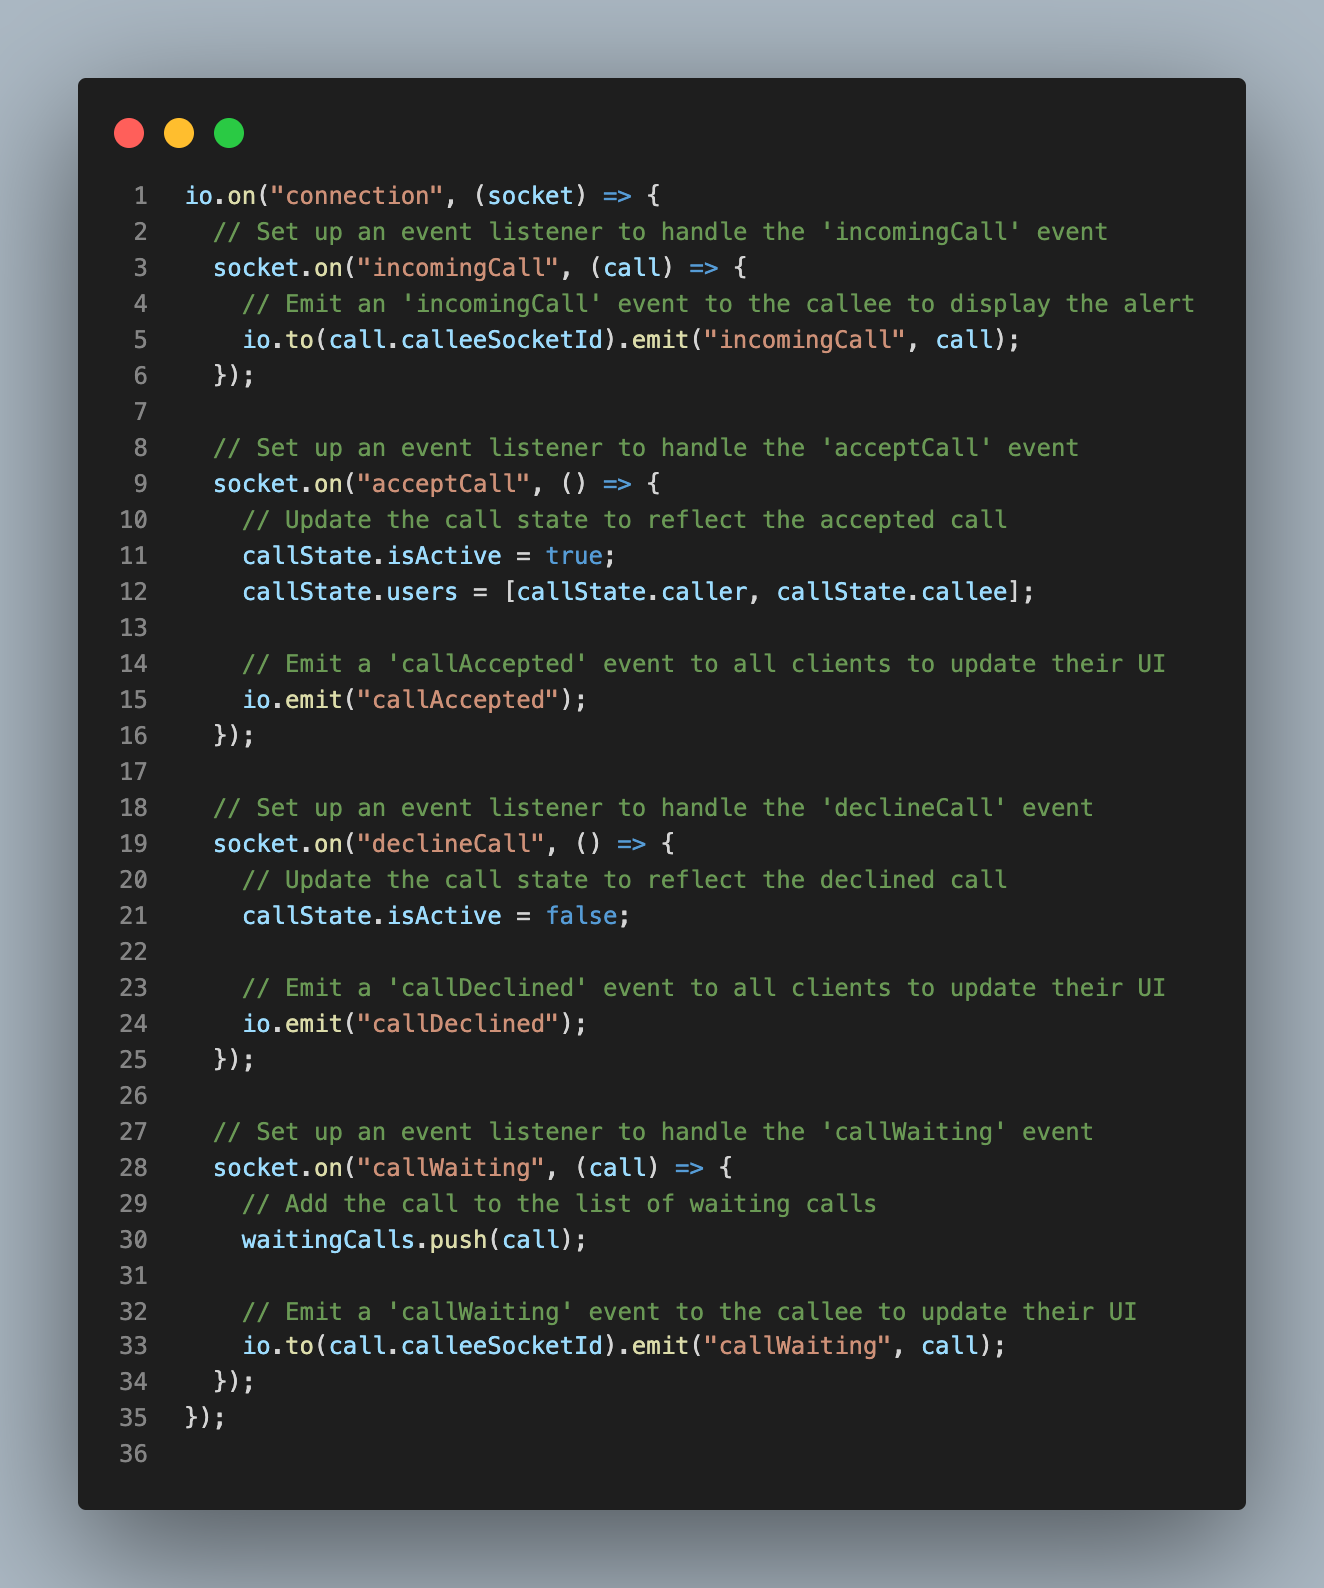 1 io.on("connection", (socket) => {
2   // Set up an event listener to handle the 'incomingCall' event
3   socket.on("incomingCall", (call) => {
4     // Emit an 'incomingCall' event to the callee to display the alert
5     io.to(call.calleeSocketId).emit("incomingCall", call);
6   });
7
8   // Set up an event listener to handle the 'acceptCall' event
9   socket.on("acceptCall", () => {
10     // Update the call state to reflect the accepted call
11     callState.isActive = true;
12     callState.users = [callState.caller, callState.callee];
13
14     // Emit a 'callAccepted' event to all clients to update their UI
15     io.emit("callAccepted");
16   });
17
18   // Set up an event listener to handle the 'declineCall' event
19   socket.on("declineCall", () => {
20     // Update the call state to reflect the declined call
21     callState.isActive = false;
22
23     // Emit a 'callDeclined' event to all clients to update their UI
24     io.emit("callDeclined");
25   });
26
27   // Set up an event listener to handle the 'callWaiting' event
28   socket.on("callWaiting", (call) => {
29     // Add the call to the list of waiting calls
30     waitingCalls.push(call);
31
32     // Emit a 'callWaiting' event to the callee to update their UI
33     io.to(call.calleeSocketId).emit("callWaiting", call);
34   });
35 });
36